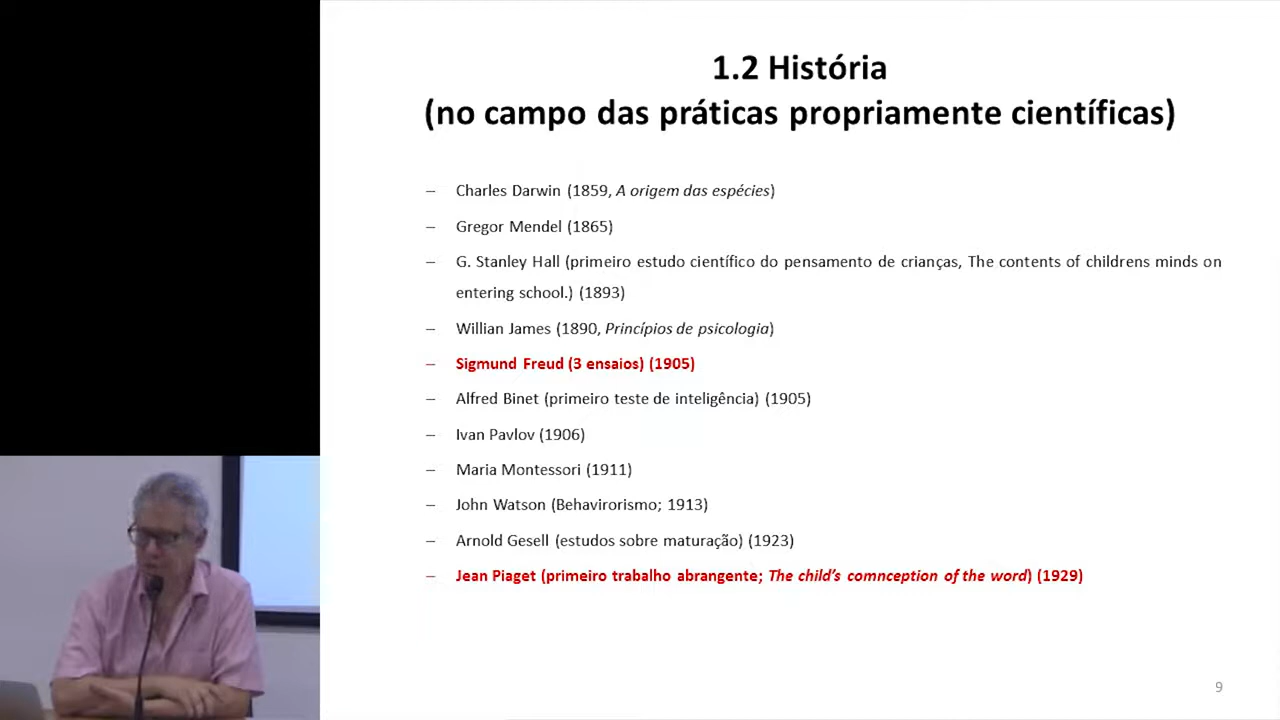 1.2 História
(no campo das práticas propriamente científicas)
– Charles Darwin (1859, A origem das espécies)
– Gregor Mendel (1865)
– G. Stanley Hall (primeiro estudo científico do pensamento de crianças, The contents of childrens minds on
entering school.) (1893)
– Willian James (1890, Princípios de psicologia)
– Sigmund Freud (3 ensaios) (1905)
– Alfred Binet (primeiro teste de inteligência) (1905)
– Ivan Pavlov (1906)
– Maria Montessori (1911)
– John Watson (Behavirorismo; 1913)
– Arnold Gesell (estudos sobre maturação) (1923)
– Jean Piaget (primeiro trabalho abrangente; The child’s comnception of the word) (1929)
9